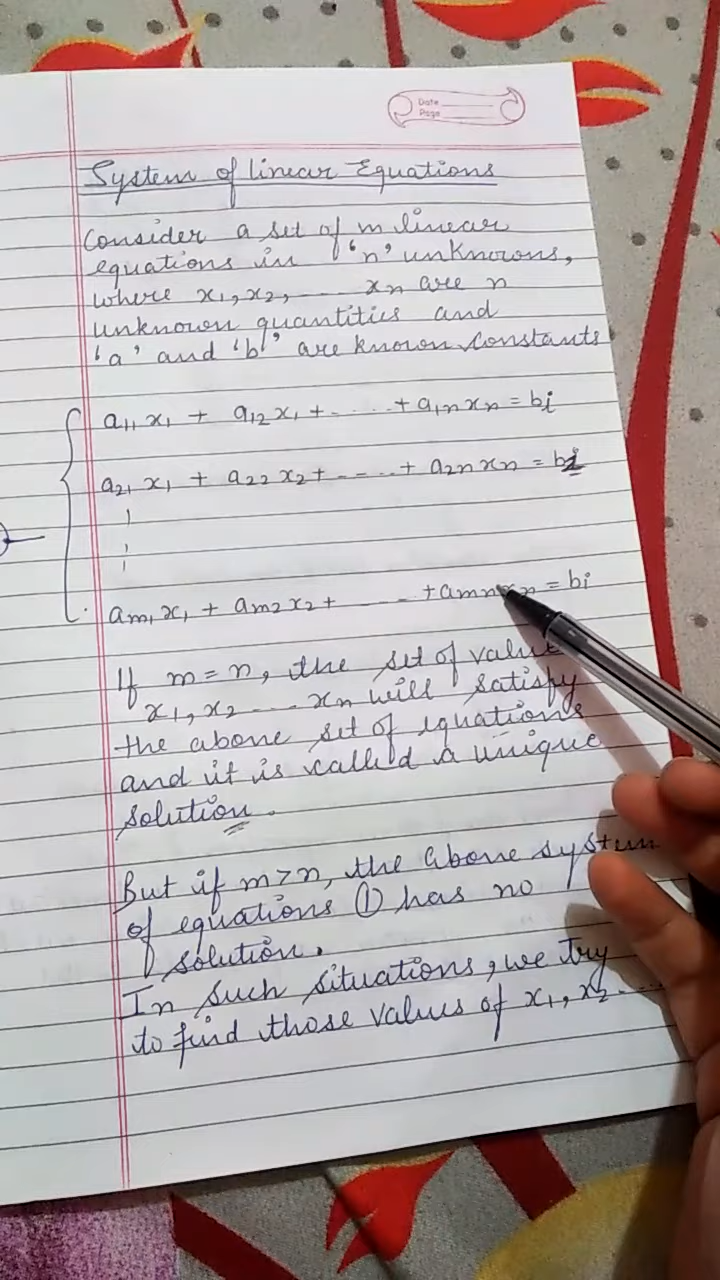 Date
Page
System of linear Equations
Consider a set of m linear
equations in 'n' unknowns,
where x₁, x₂, ---- xn are n
unknown quantities and
'a' and 'b' are known constants
a₁₁ x₁ + a₁₂ x₁ + ----- + a₁n xn = bi
a₂₁ x₁ + a₂₂ x₂ + ----- + a₂n xn = b
am₁ x₁ + am₂ x₂ + ----- + amn xn = bi
If m = n, the set of value
x₁, x₂ --- xn will satisfy
the above set of equations
and it is called a unique
solution.
But if m > n, the above system
of equations ① has no
solution.
In such situations, we try
to find those values of x₁, x₂ ----